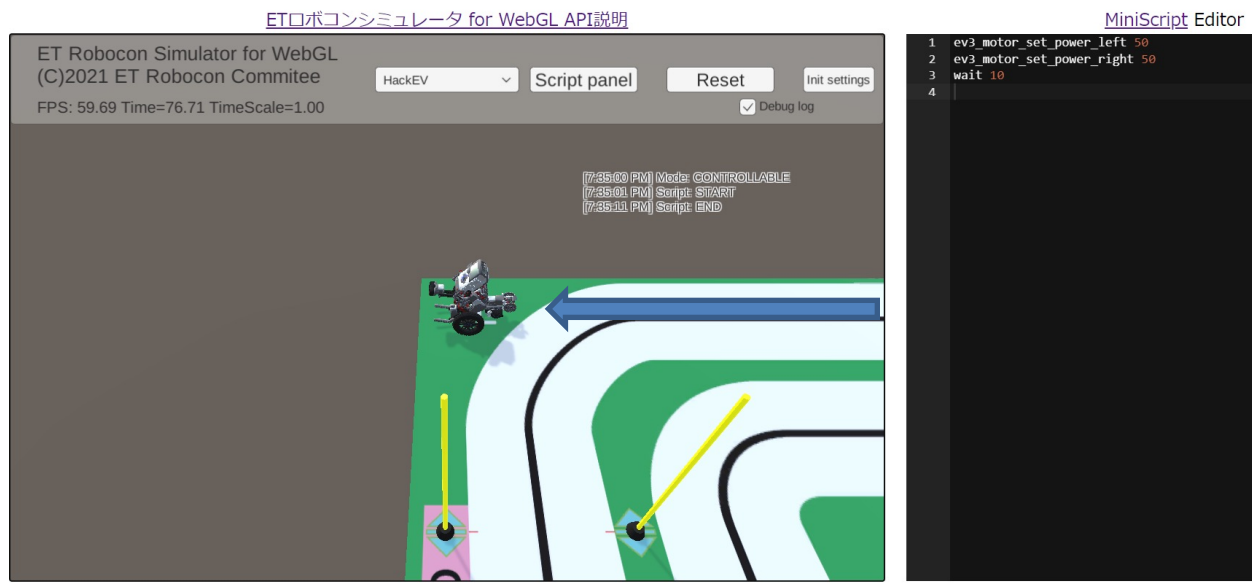 ETロボコンシミュレータ for WebGL API説明
MiniScript Editor
ET Robocon Simulator for WebGL
(C)2021 ET Robocon Commitee
FPS: 59.69 Time=76.71 TimeScale=1.00
HackEV
Script panel
Reset
Init settings
Debug log
[7:35:00 PM] Mode: CONTROLLABLE
[7:35:01 PM] Script: START
[7:35:11 PM] Script: END
1 ev3_motor_set_power_left 50
2 ev3_motor_set_power_right 50
3 wait 10
4